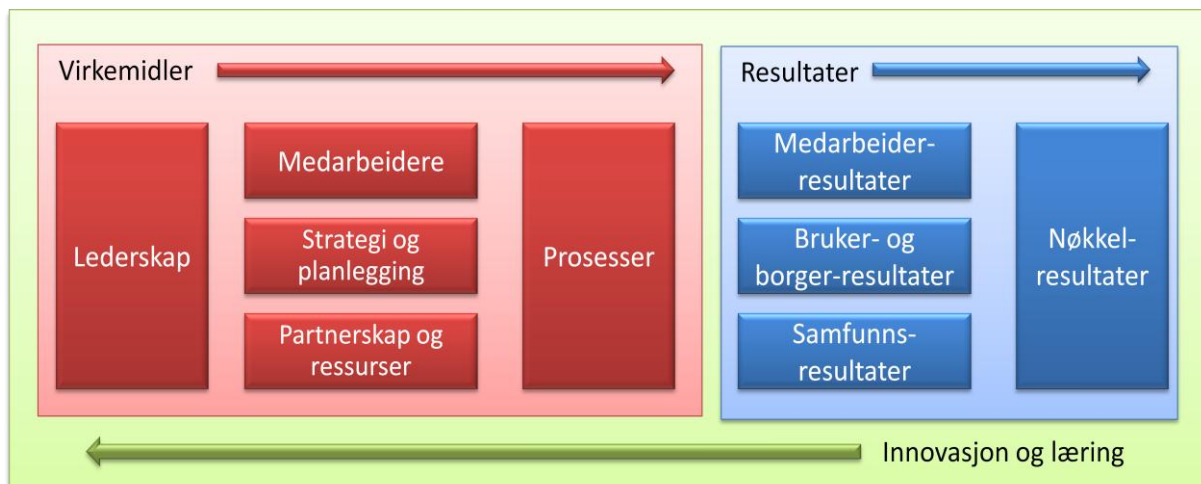 Virkemidler
Lederskap
Medarbeidere
Strategi og
planlegging
Partnerskap og
ressurser
Prosesser
Resultater
Medarbeider-
resultater
Bruker- og
borger-resultater
Samfunns-
resultater
Nøkkel-
resultater
Innovasjon og læring